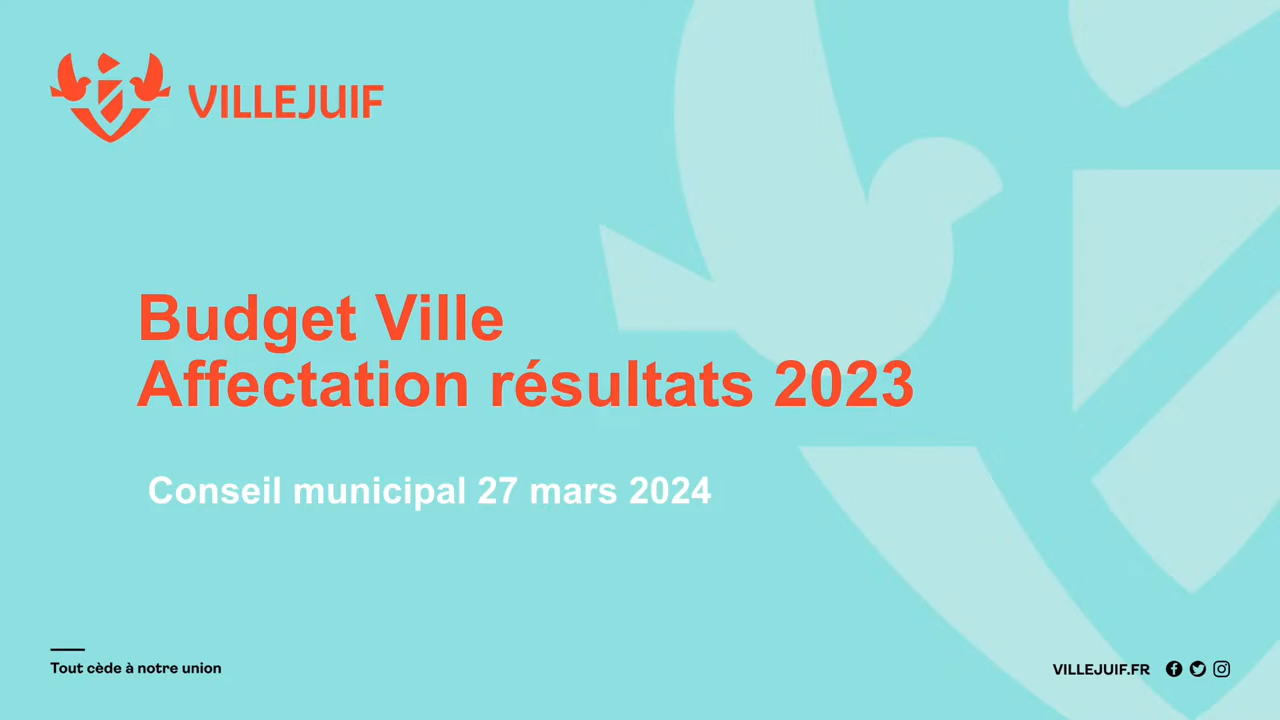 VILLEJUIF
Budget Ville
Affectation résultats 2023
Conseil municipal 27 mars 2024
Tout cède à notre union
VILLEJUIF.FR